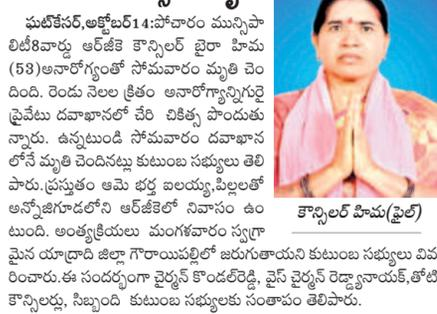 ఘట్‌కేసర్,అక్టోబర్14:పోచారం మున్సిపా
లిటీ8వార్డు ఆర్‌జీకె కౌన్సిలర్ బైరా హిమ
(53)అనారోగ్యంతో సోమవారం మృతి చెం
దింది. రెండు నెలల క్రితం అనారోగ్యాన్నిగురై
ప్రైవేటు దవాఖానలో చేరి చికిత్స పొందుతు
న్నారు. ఉన్నటుండి సోమవారం దవాఖాన
లోనే మృతి చెందినట్లు కుటుంబ సభ్యులు తెలి
పారు.ప్రస్తుతం ఆమె భర్త ఐలయ్య,పిల్లలతో
అన్నోజిగూడలోని ఆర్‌జీకెలో నివాసం ఉం
టుంది. అంత్యక్రియలు మంగళవారం స్వగ్రా
మైన యాద్రాది జిల్లా గౌరాయిపల్లిలో జరుగుతాయని కుటుంబ సభ్యులు వివ
రించారు.ఈ సందర్భంగా చైర్మన్ కొండల్‌రెడ్డి, వైస్ చైర్మన్ రెడ్డ్యానాయక్,తోటి
కౌన్సిలర్లు, సిబ్బంది కుటుంబ సభ్యులకు సంతాపం తెలిపారు.
కౌన్సిలర్ హిమ(ఫైల్)